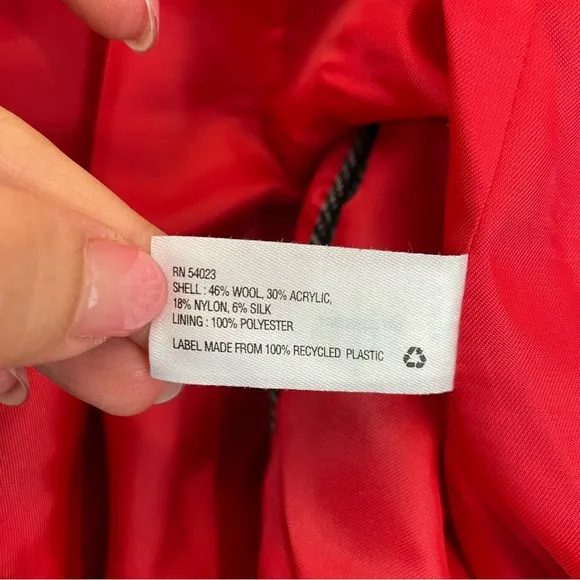 RN 54023
SHELL : 46% WOOL, 30% ACRYLIC,
18% NYLON, 6% SILK
LINING : 100% POLYESTER
LABEL MADE FROM 100% RECYCLED PLASTIC